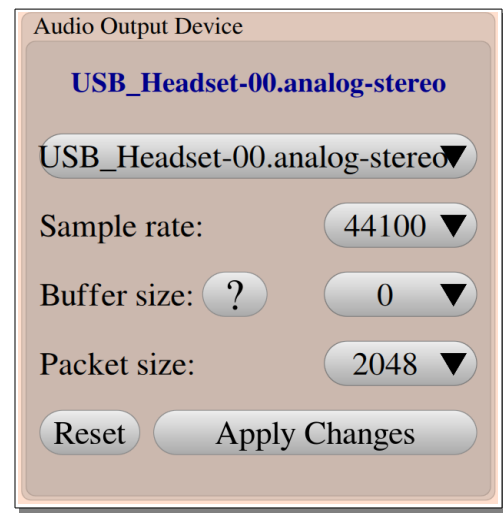 Audio Output Device
USB_Headset-00.analog-stereo
USB_Headset-00.analog-stereo
Sample rate: 44100
Buffer size: ? 0
Packet size: 2048
Reset Apply Changes